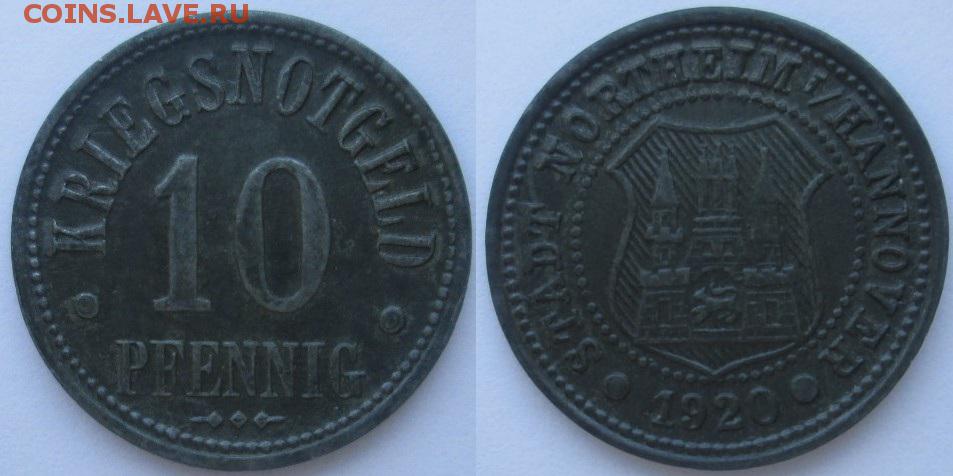 COINS.LAVE.RU
KRIEGSNOTGELD
10
PFENNIG
STADT NORTHEIM I/HANNOVER
1920